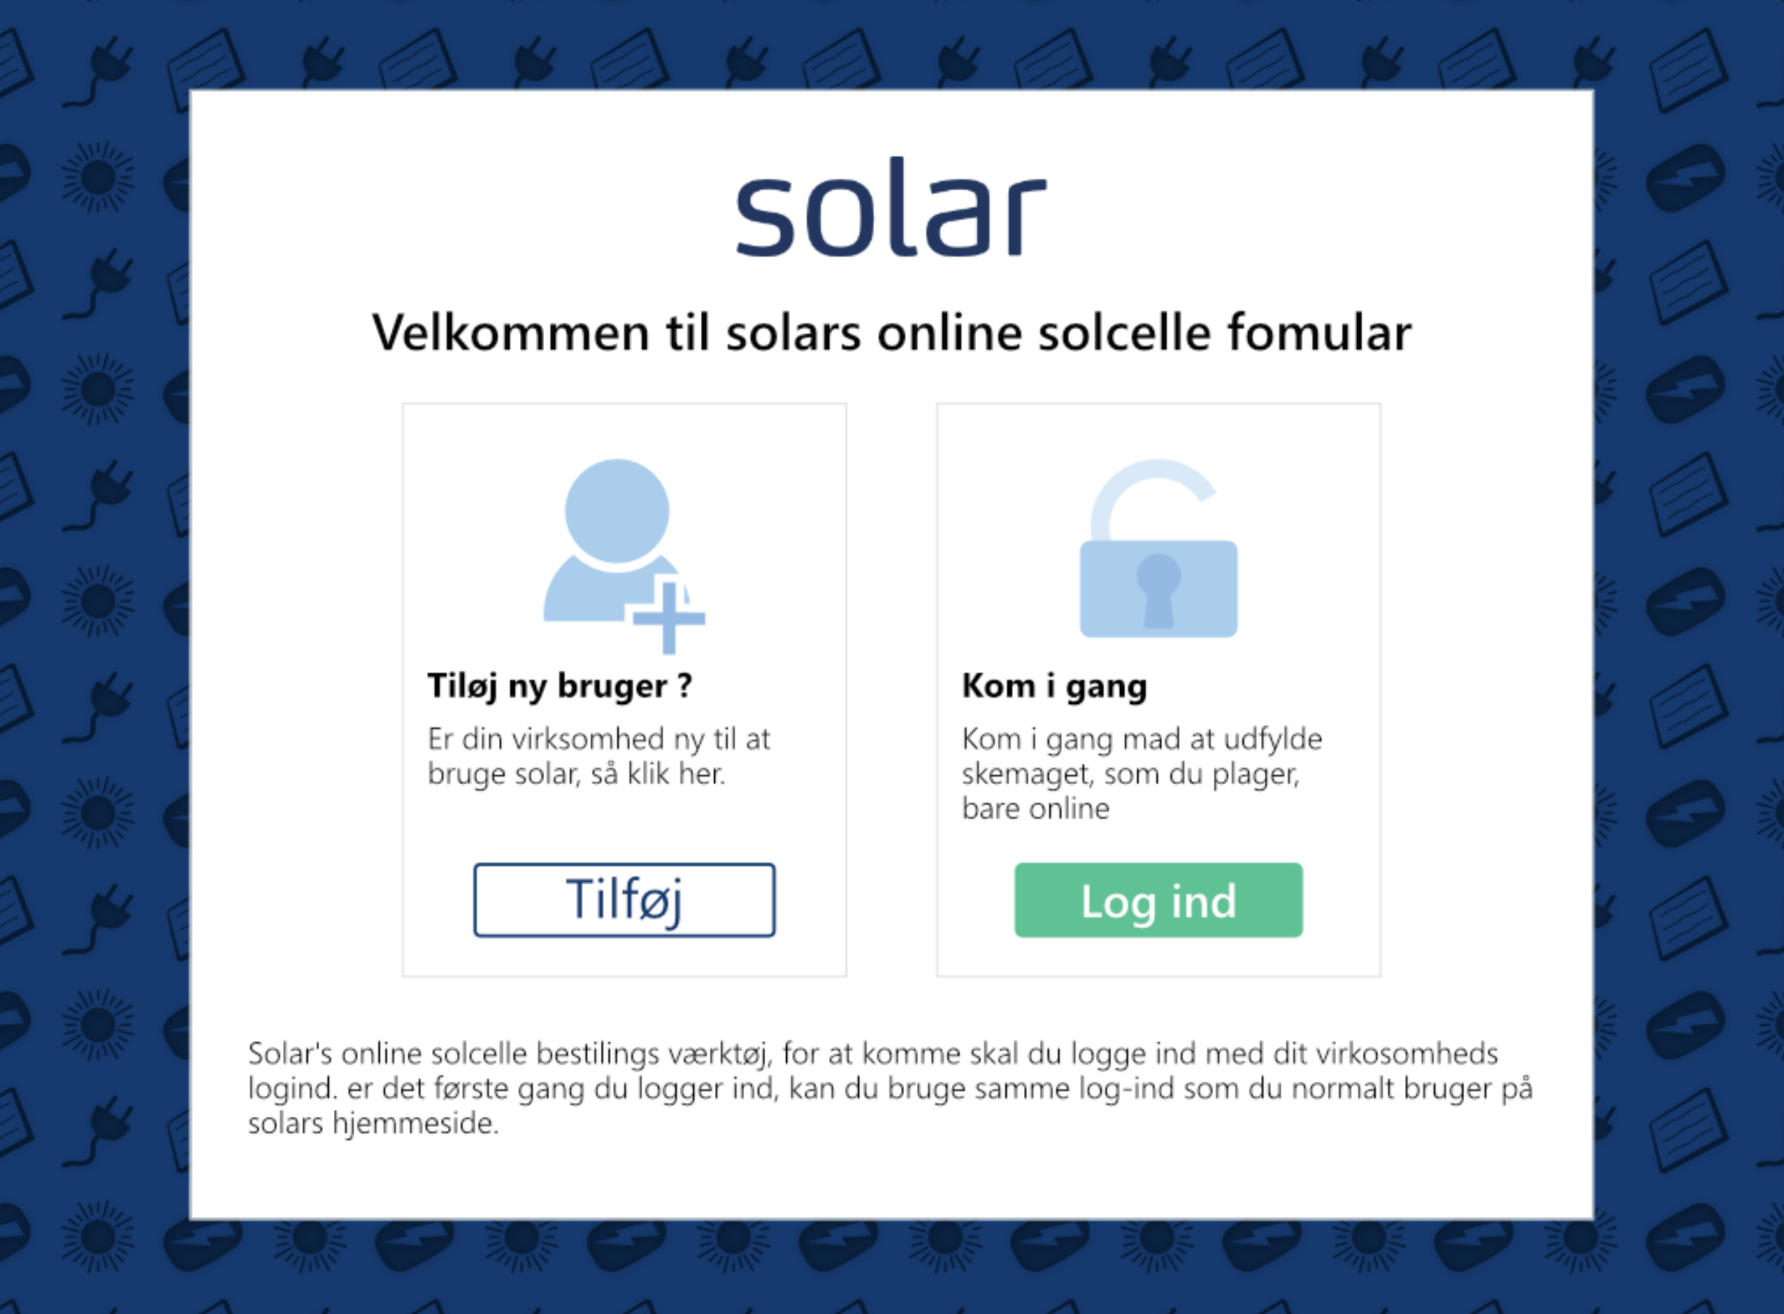 solar
Velkommen til solars online solcelle fomular
Tiløj ny bruger ?
Er din virksomhed ny til at
bruge solar, så klik her.
Tilføj
Kom i gang
Kom i gang mad at udfylde
skemaget, som du plager,
bare online
Log ind
Solar's online solcelle bestilings værktøj, for at komme skal du logge ind med dit virkosomheds
logind. er det første gang du logger ind, kan du bruge samme log-ind som du normalt bruger på
solars hjemmeside.